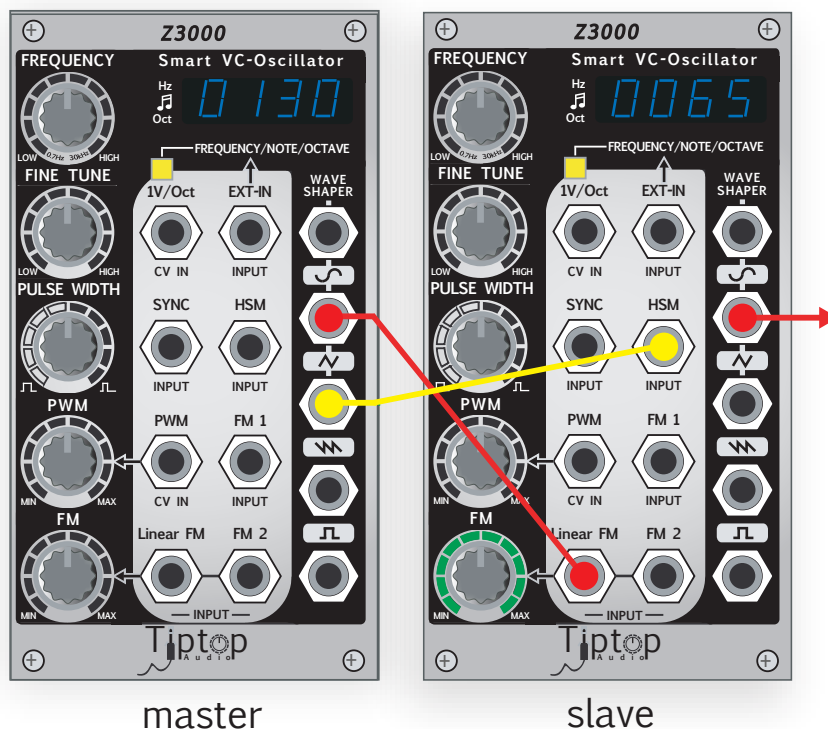 Z3000
FREQUENCY
Smart VC-Oscillator
Hz
Oct
0130
LOW
0.7Hz 30kHz
HIGH
FREQUENCY/NOTE/OCTAVE
FINE TUNE
1V/Oct
EXT-IN
WAVE
SHAPER
LOW
HIGH
CV IN
INPUT
PULSE WIDTH
SYNC
HSM
INPUT
INPUT
PWM
PWM
FM 1
MIN
MAX
CV IN
INPUT
FM
Linear FM
FM 2
MIN
MAX
INPUT
Tiptop
Audio
master
Z3000
FREQUENCY
Smart VC-Oscillator
Hz
Oct
0065
LOW
0.7Hz 30kHz
HIGH
FREQUENCY/NOTE/OCTAVE
FINE TUNE
1V/Oct
EXT-IN
WAVE
SHAPER
LOW
HIGH
CV IN
INPUT
PULSE WIDTH
SYNC
HSM
INPUT
INPUT
PWM
PWM
FM 1
MIN
MAX
CV IN
INPUT
FM
Linear FM
FM 2
MIN
MAX
INPUT
Tiptop
Audio
slave